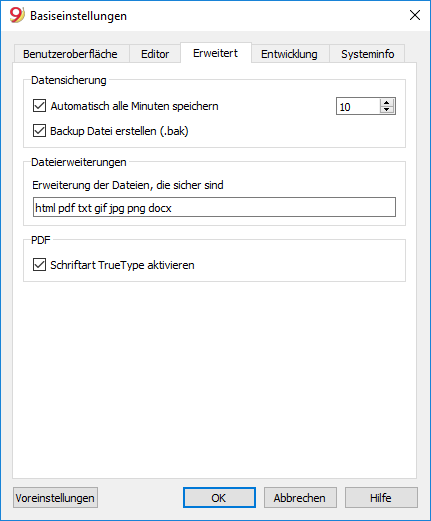 9 Basiseinstellungen
Benutzeroberfläche Editor Erweitert Entwicklung Systeminfo
Datensicherung
Automatisch alle Minuten speichern 10
Backup Datei erstellen (.bak)
Dateierweiterungen
Erweiterung der Dateien, die sicher sind
html pdf txt gif jpg png docx
PDF
Schriftart TrueType aktivieren
Voreinstellungen OK Abbrechen Hilfe